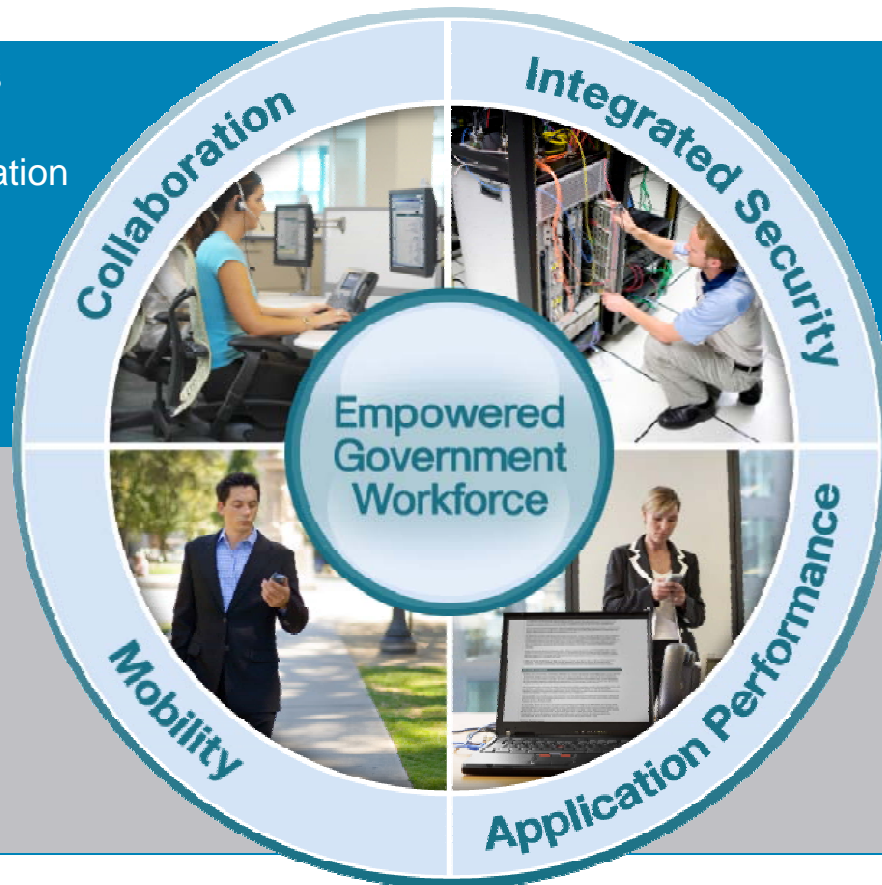 ation
Collaboration
Integrated Security
Empowered
Government
Workforce
Mobility
Application Performance